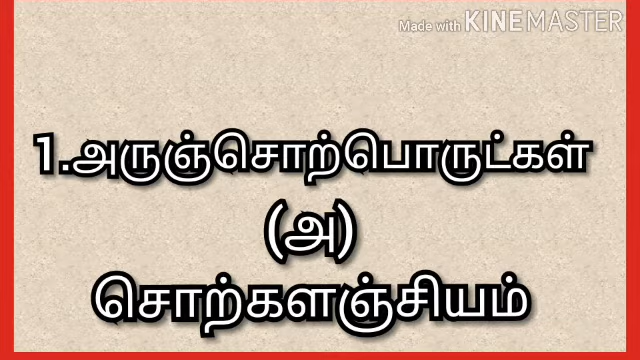 Made with KINEMASTER
1.அருஞ்சொற்பொருட்கள்
(அ)
சொற்களஞ்சியம்